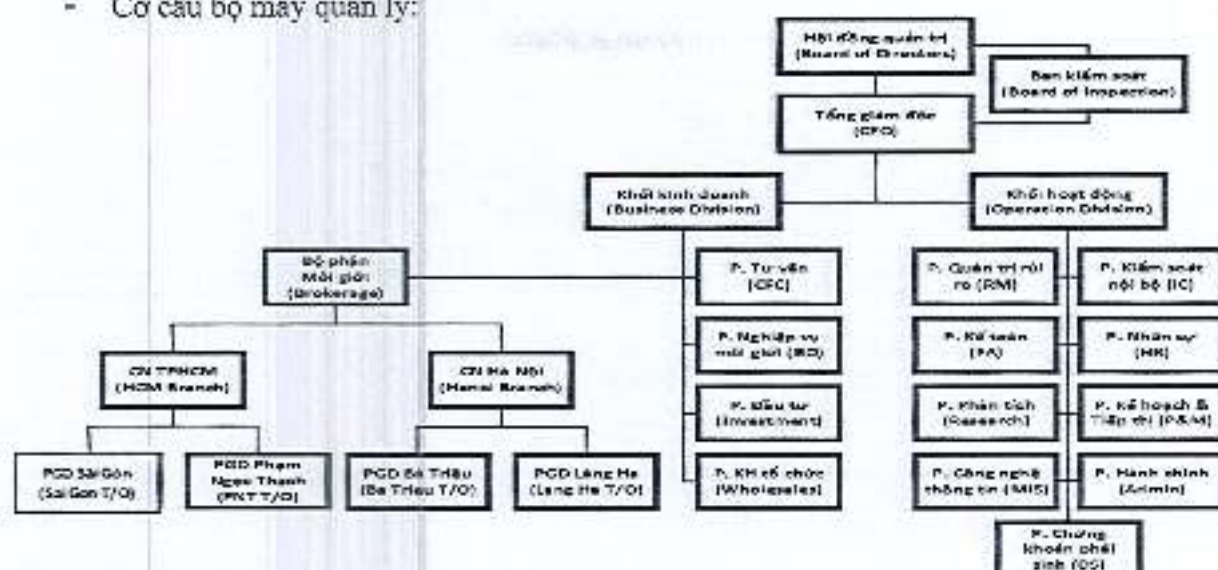 - Cơ cấu bộ máy quản lý:
Hội đồng quản trị
(Board of Directors)
Ban kiểm soát
(Board of Inspection)
Tổng giám đốc
(CEO)
Khối kinh doanh
(Business Division)
Khối hoạt động
(Operation Division)
Bộ phận
Môi giới
(Brokerage)
P. Tư vấn
(CFC)
P. Quản trị rủi
ro (RM)
P. Kiểm soát
nội bộ (IC)
P. Nghiệp vụ
môi giới (BO)
P. Kế toán
(FA)
P. Nhân sự
(HR)
CN TPHCM
(HCM Branch)
CN Hà Nội
(Hanoi Branch)
P. Đầu tư
(Investment)
P. Phân tích
(Research)
P. Kế hoạch &
Tiếp thị (P&M)
PGD SàiGòn
(SaiGon T/O)
PGD Phạm
Ngọc Thạch
(PNT T/O)
PGD Bà Triệu
(Ba Trieu T/O)
PGD Láng Hạ
(Lang Ha T/O)
P. KH tổ chức
(Wholesales)
P. Công nghệ
thông tin (MIS)
P. Hành chính
(Admin)
P. Chứng
khoán phái
sinh (DS)